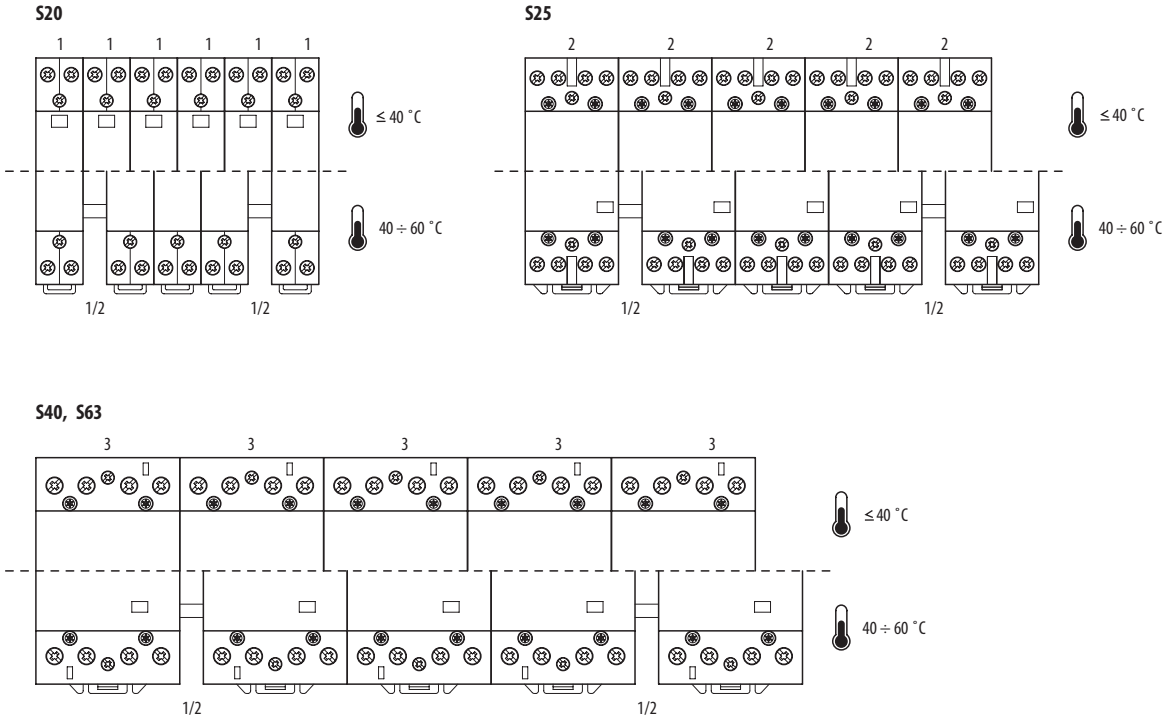 S20
1 1 1 1 1 1
≤ 40 ˚C
40 ÷ 60 ˚C
1/2 1/2
S25
2 2 2 2 2
≤ 40 ˚C
40 ÷ 60 ˚C
1/2 1/2
S40, S63
3 3 3 3 3
≤ 40 ˚C
40 ÷ 60 ˚C
1/2 1/2